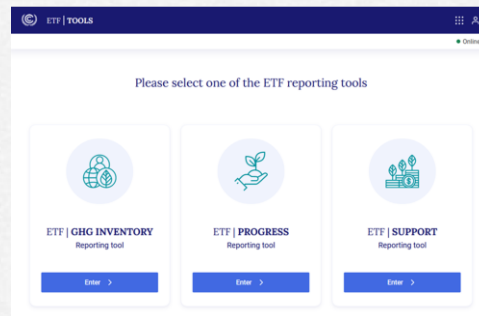 ETF | TOOLS
Online
Please select one of the ETF reporting tools
ETF | GHG INVENTORY
Reporting tool
Enter >
ETF | PROGRESS
Reporting tool
Enter >
$
ETF | SUPPORT
Reporting tool
Enter >